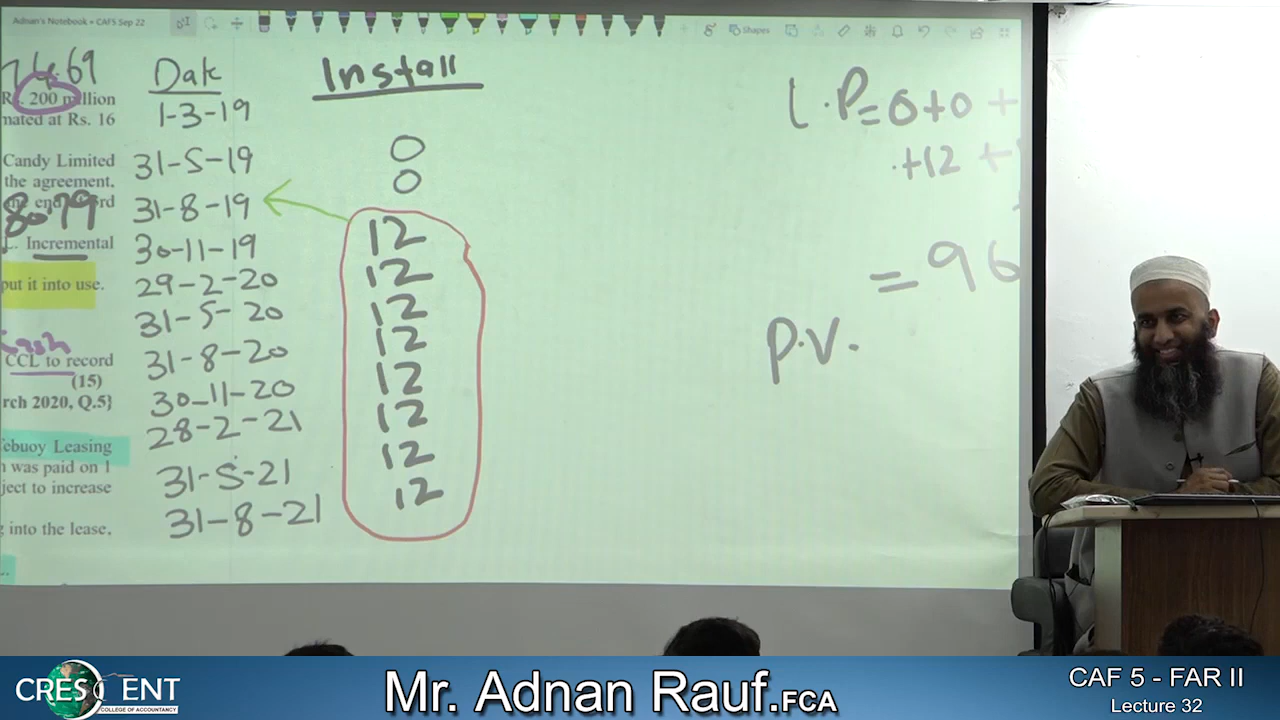 Adnan's Notebook » CAF5 Sep 22
Shapes
Rs. 200 million
mated at Rs. 16
Candy Limited
the agreement.
80.79
Incremental
put it into use.
Cash
CCL to record
(15)
rch 2020, Q.5}
ebuoy Leasing
n was paid on 1
ject to increase
g into the lease.
Date
1-3-19
31-5-19
31-8-19
30-11-19
29-2-20
31-5-20
31-8-20
30-11-20
28-2-21
31-5-21
31-8-21
Install
0
0
12
12
12
12
12
12
12
12
L.P=0+0+
+12+
=96
P.V.
CRESCENT
COLLEGE OF ACCOUNTANCY
Mr. Adnan Rauf.FCA
CAF 5 - FAR II
Lecture 32